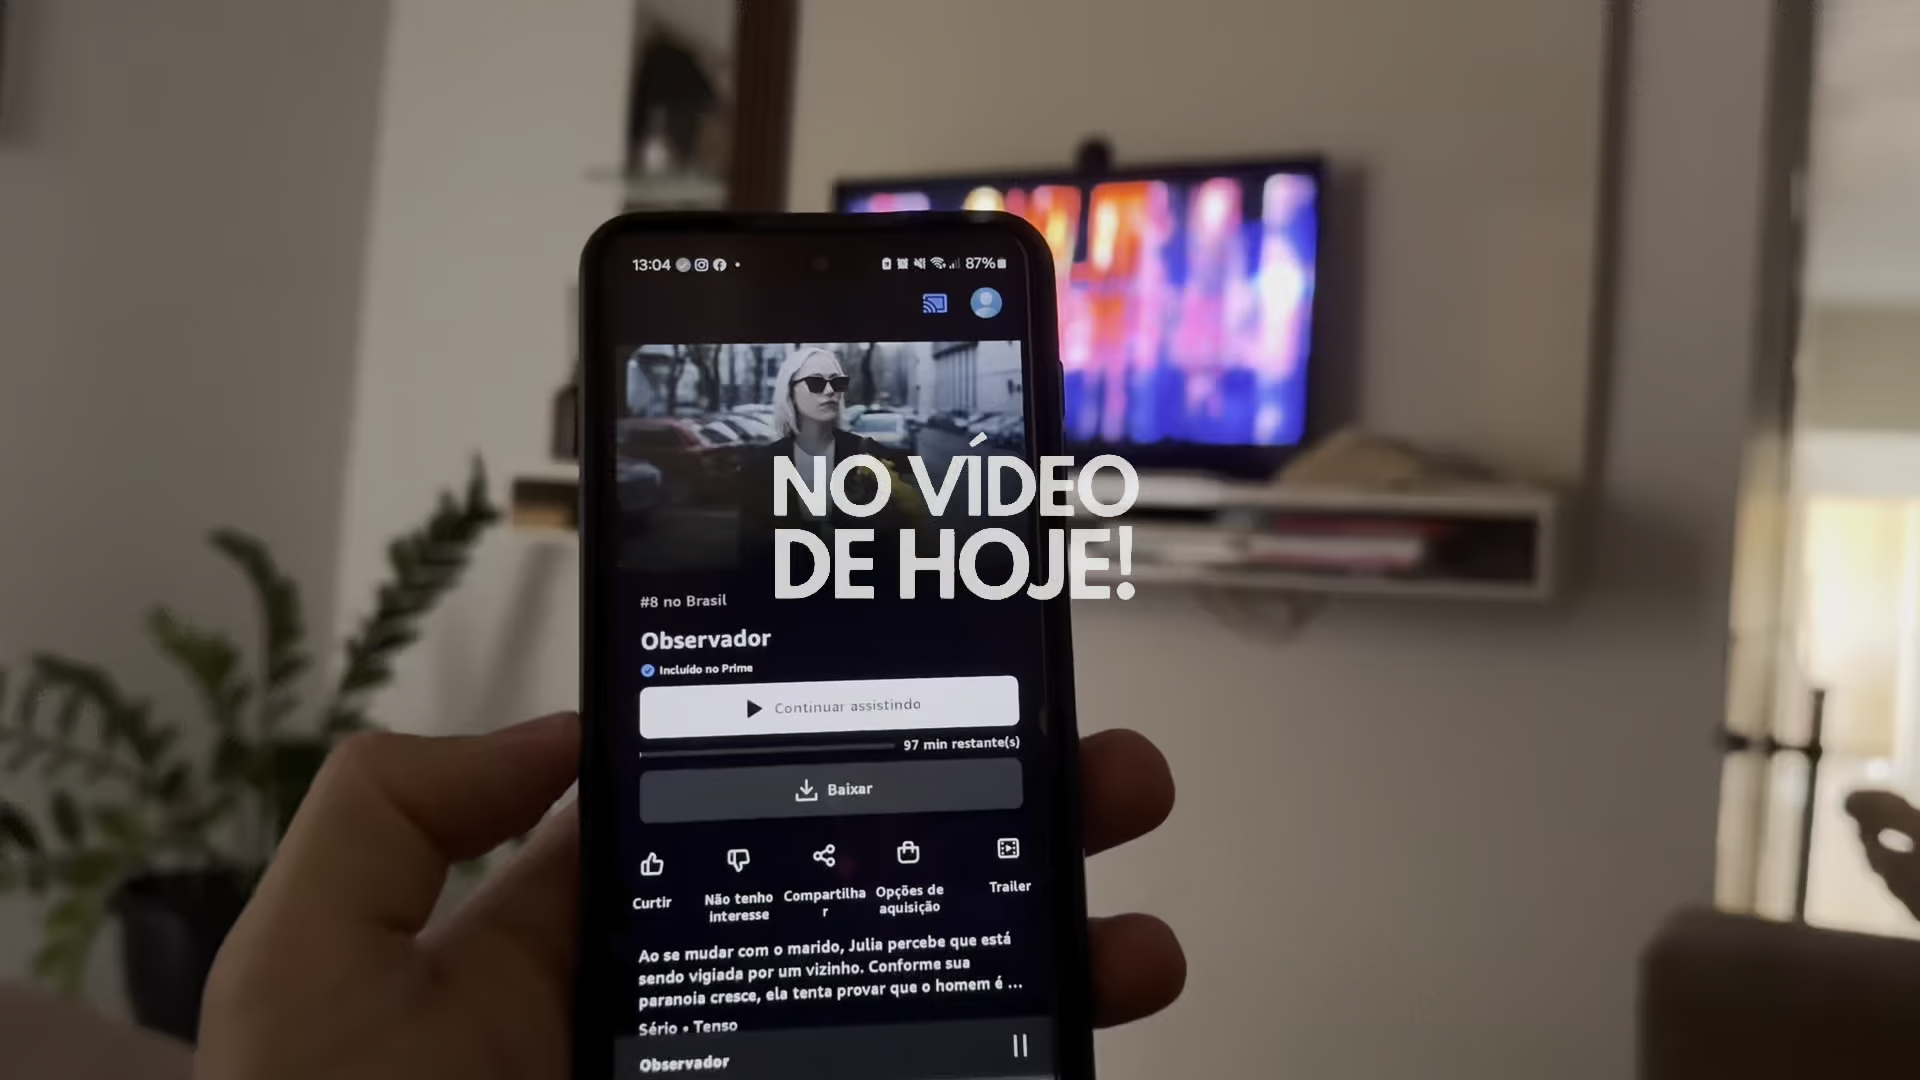 13:04
87%
NO VÍDEO
DE HOJE!
#8 no Brasil
Observador
Incluído no Prime
Continuar assistindo
97 min restante(s)
Baixar
Curtir
Não tenho
interesse
Compartilha
r
Opções de
aquisição
Trailer
Ao se mudar com o marido, Julia percebe que está
sendo vigiada por um vizinho. Conforme sua
paranoia cresce, ela tenta provar que o homem é ...
Sério • Tenso
Observador